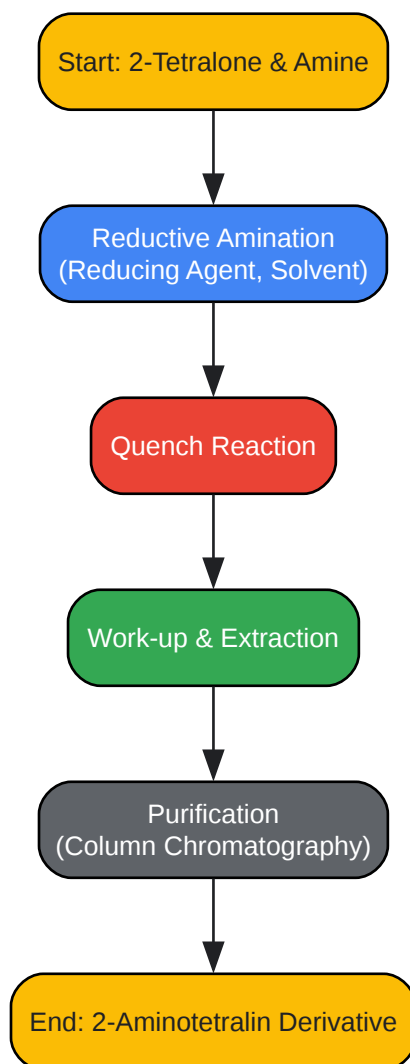 Start: 2-Tetralone & Amine
Reductive Amination
(Reducing Agent, Solvent)
Quench Reaction
Work-up & Extraction
Purification
(Column Chromatography)
End: 2-Aminotetralin Derivative